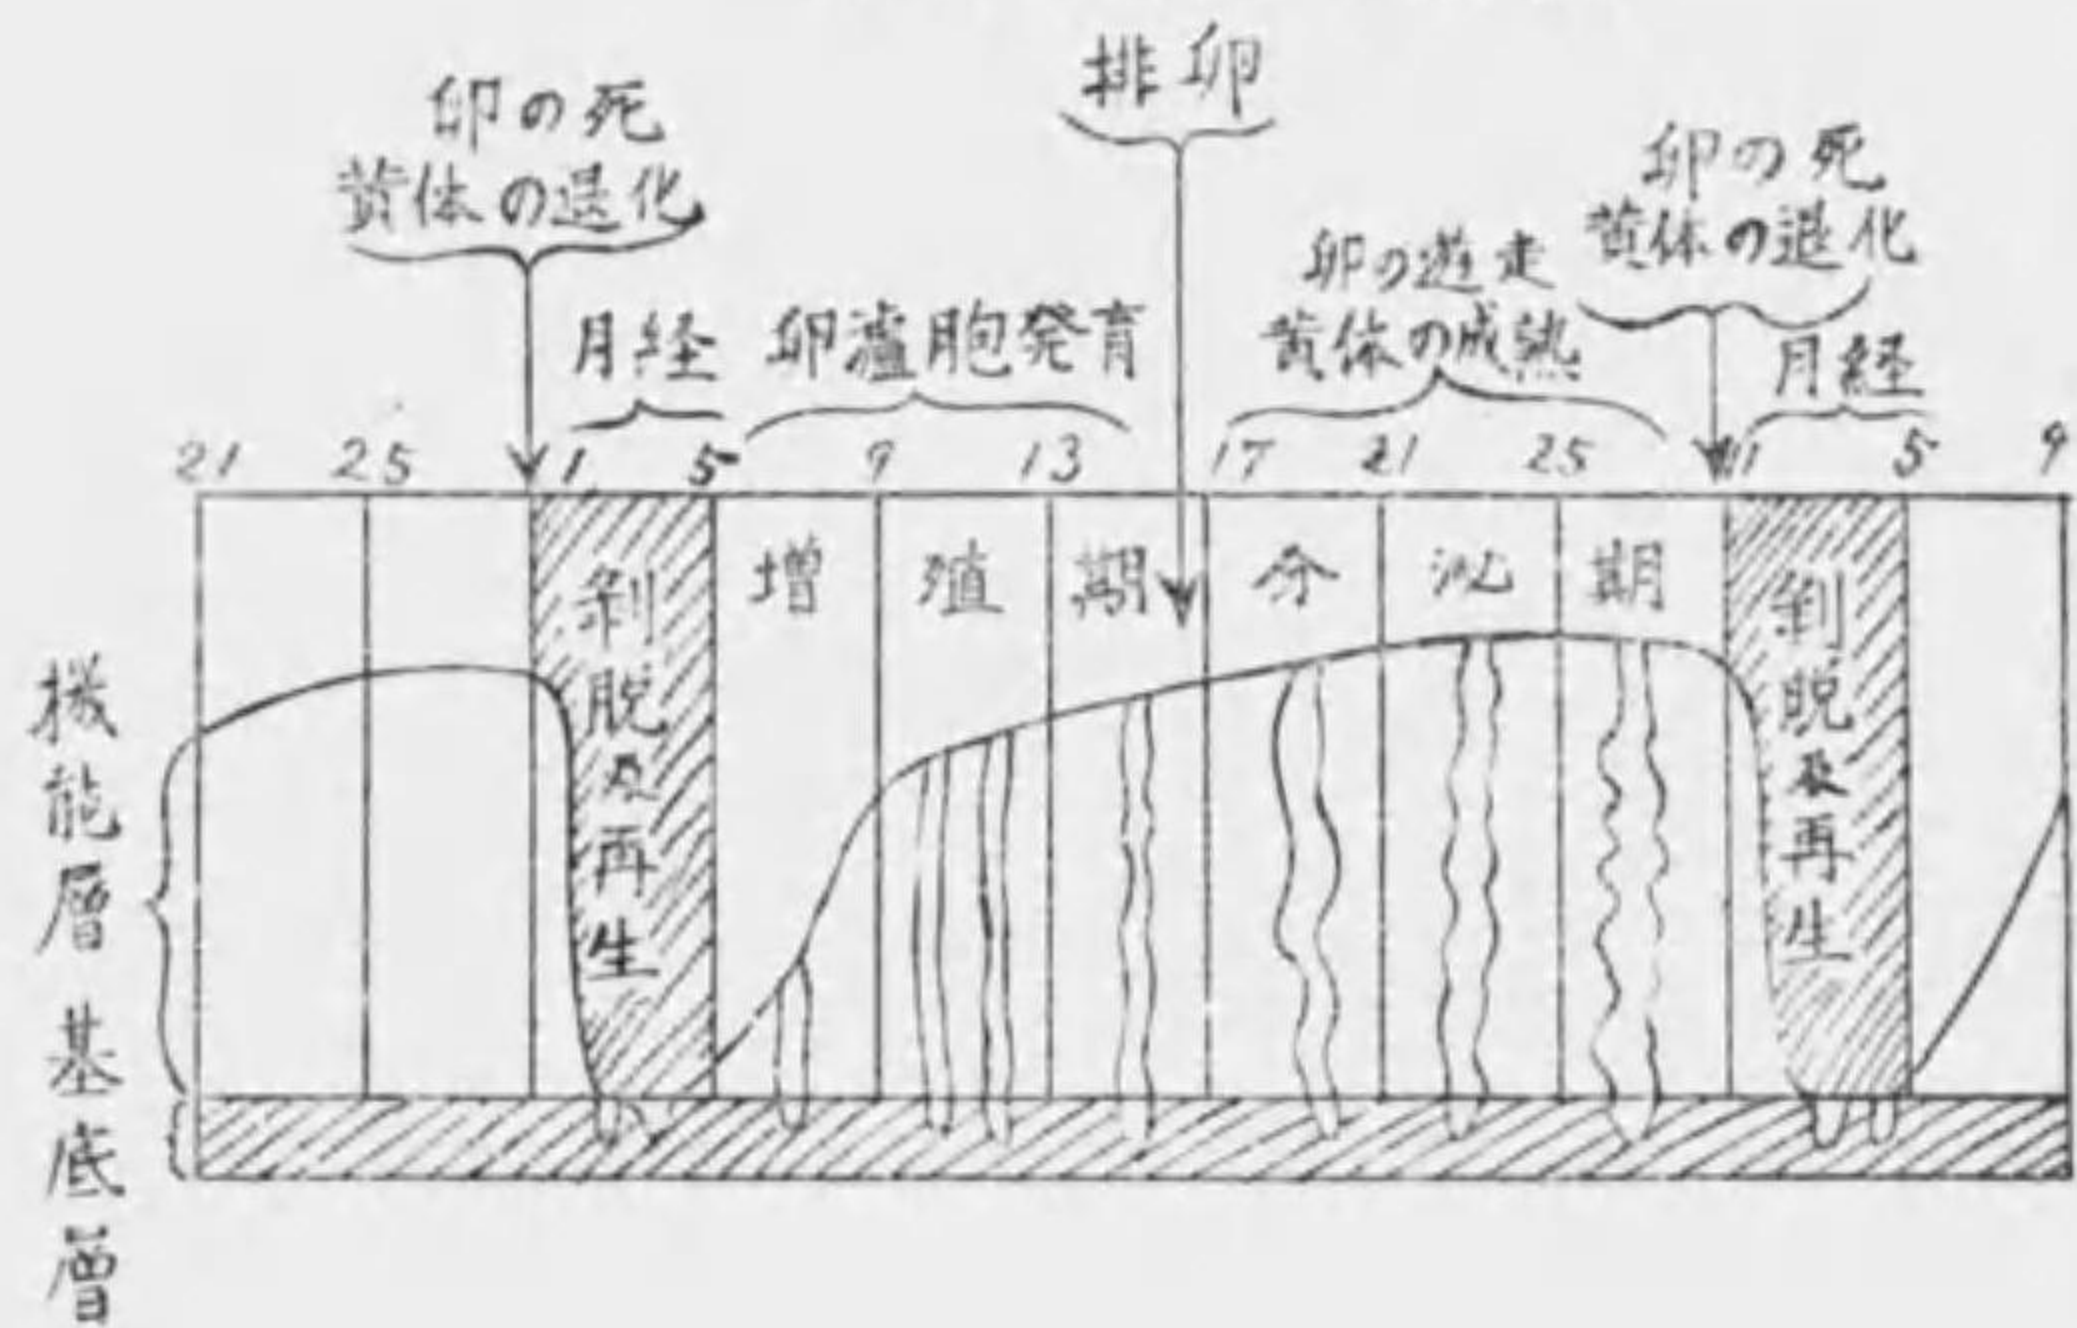 排卵
卵の死
黄体の退化
卵の死
黄体の退化
卵の遊走
黄体の成熟
月経
卵瀘胞発育
月経
21 25 1 5 9 13 17 21 25 1 5 9
増殖期 分泌期
剝脱及再生
剝脱及再生
機能層
基底層